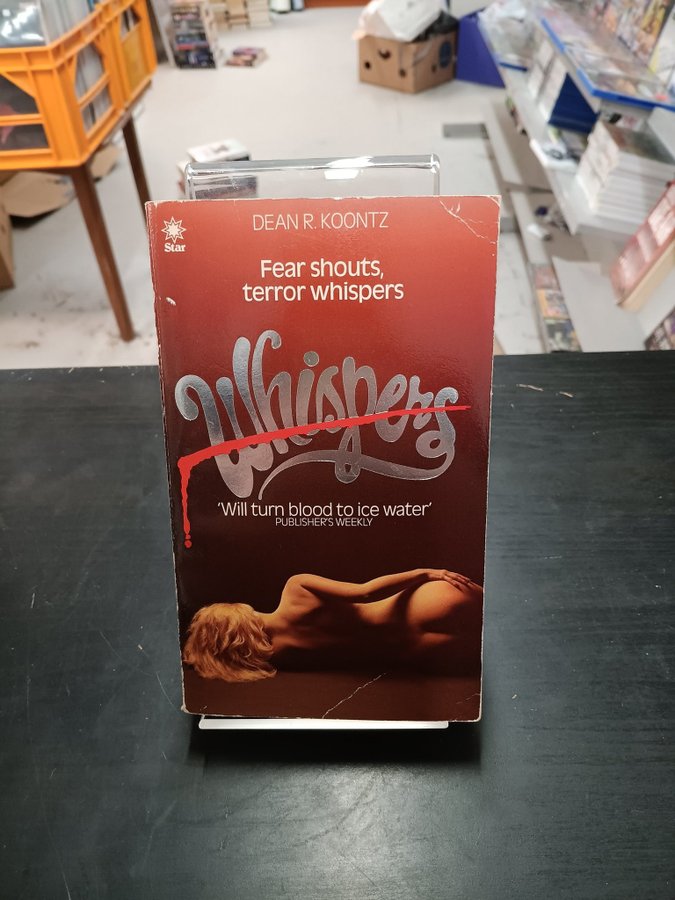 DEAN R. KOONTZ
Star
Fear shouts,
terror whispers
Whispers
'Will turn blood to ice water'
PUBLISHER'S WEEKLY